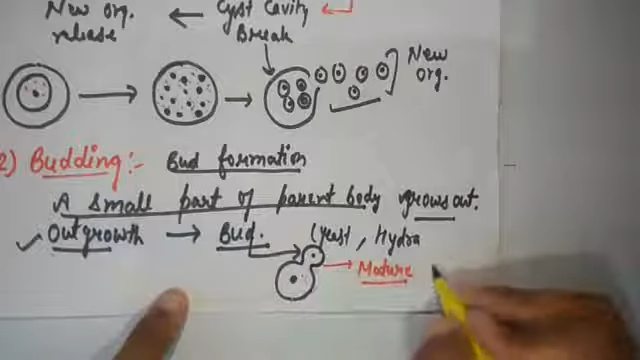 New org. ← Cyst Cavity
release Break
New
org.
2) Budding:- Bud formation
A small part of parent body grows out.
✓ Outgrowth → Bud. (yeast, Hydra
→ Mature